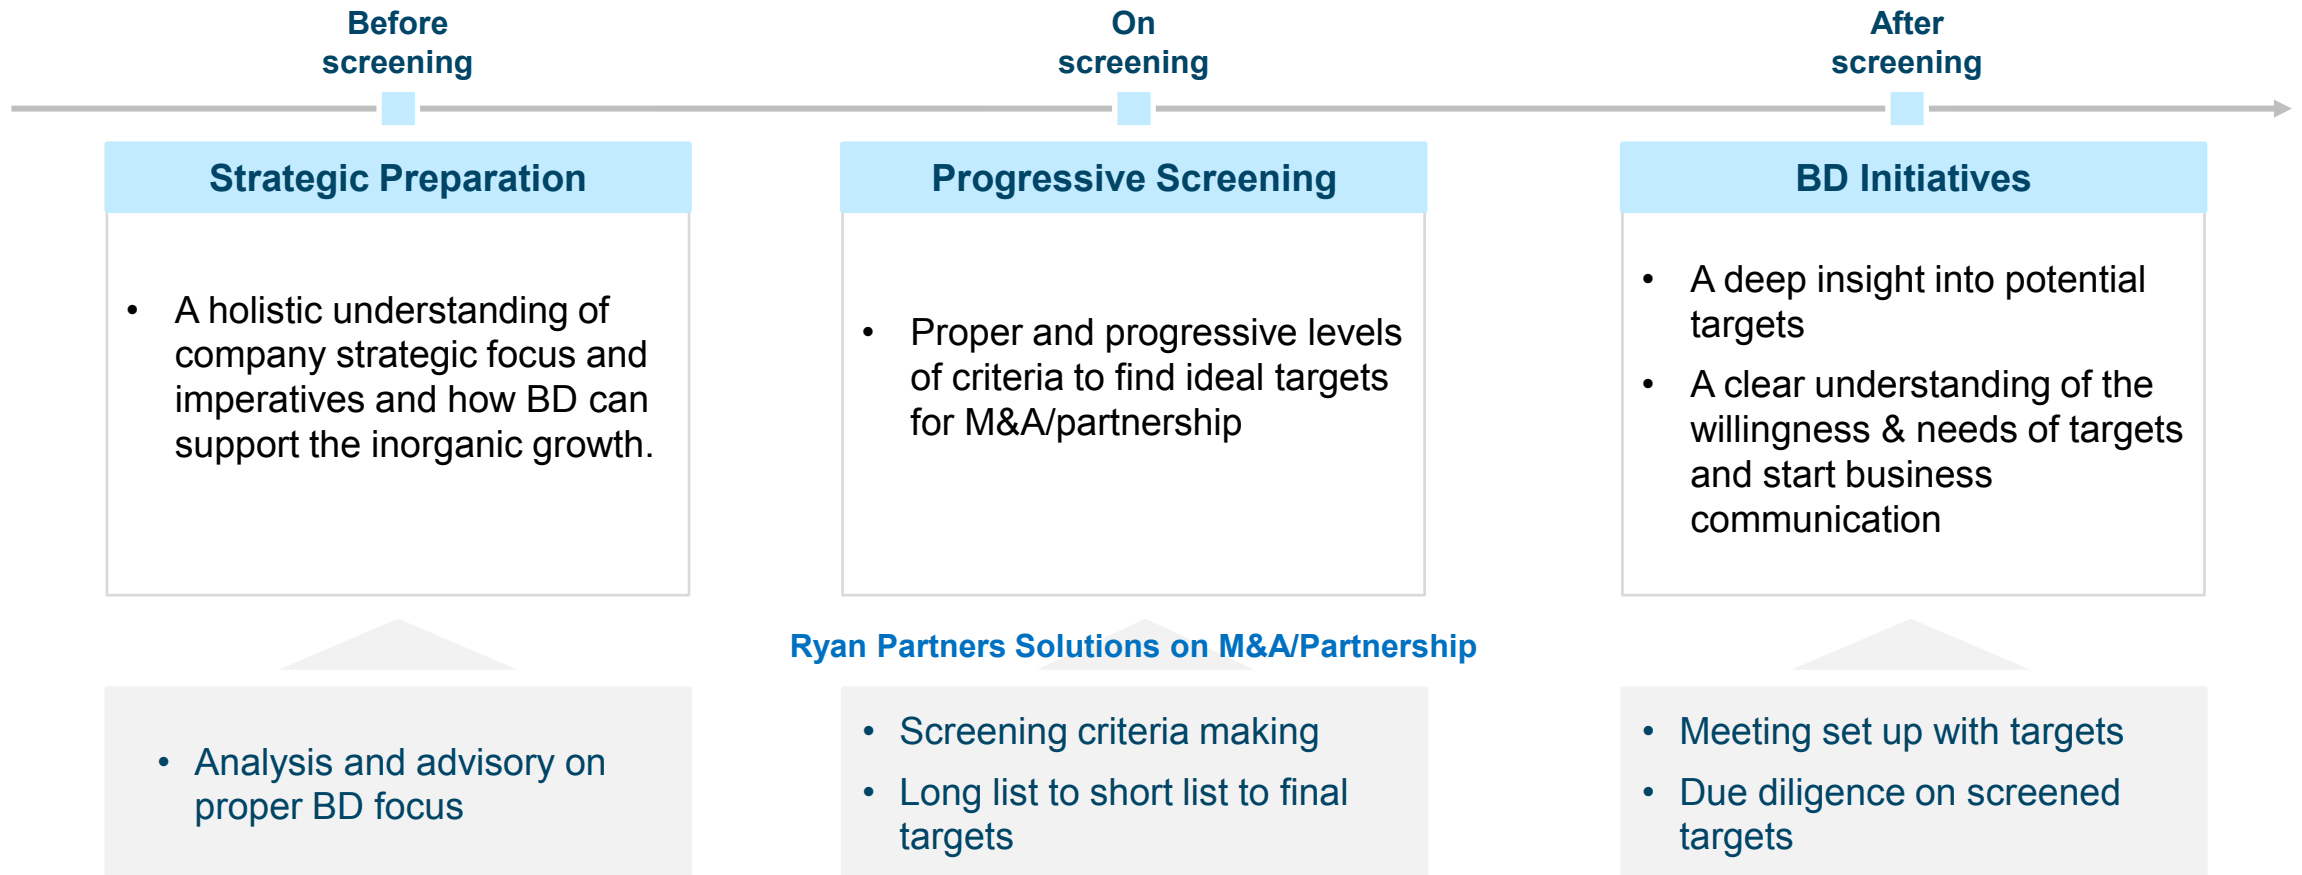 Before
screening
On
screening
After
screening
Strategic Preparation
• A holistic understanding of
company strategic focus and
imperatives and how BD can
support the inorganic growth.
Progressive Screening
• Proper and progressive levels
of criteria to find ideal targets
for M&A/partnership
BD Initiatives
• A deep insight into potential
targets
• A clear understanding of the
willingness & needs of targets
and start business
communication
Ryan Partners Solutions on M&A/Partnership
• Analysis and advisory on
proper BD focus
• Screening criteria making
• Long list to short list to final
targets
• Meeting set up with targets
• Due diligence on screened
targets